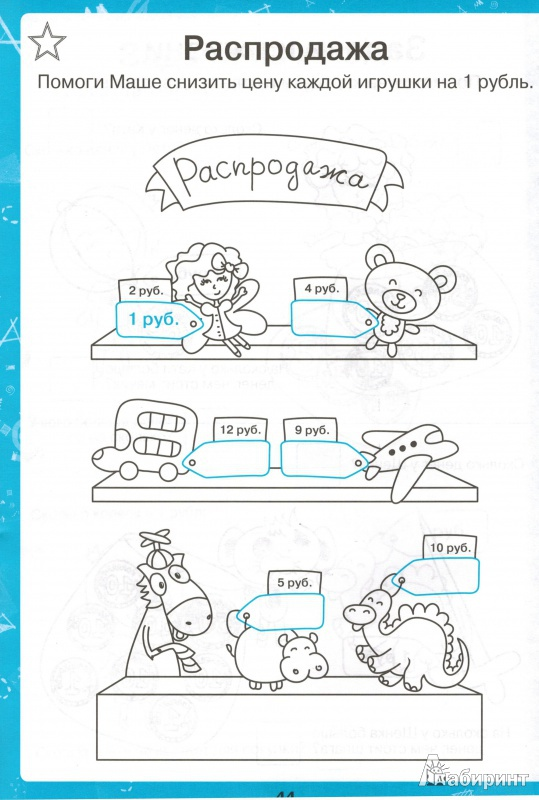 Распродажа
Помоги Маше снизить цену каждой игрушки на 1 рубль.
Распродажа
2 руб.
4 руб.
1 руб.
12 руб.
9 руб.
10 руб.
5 руб.
Лабиринт